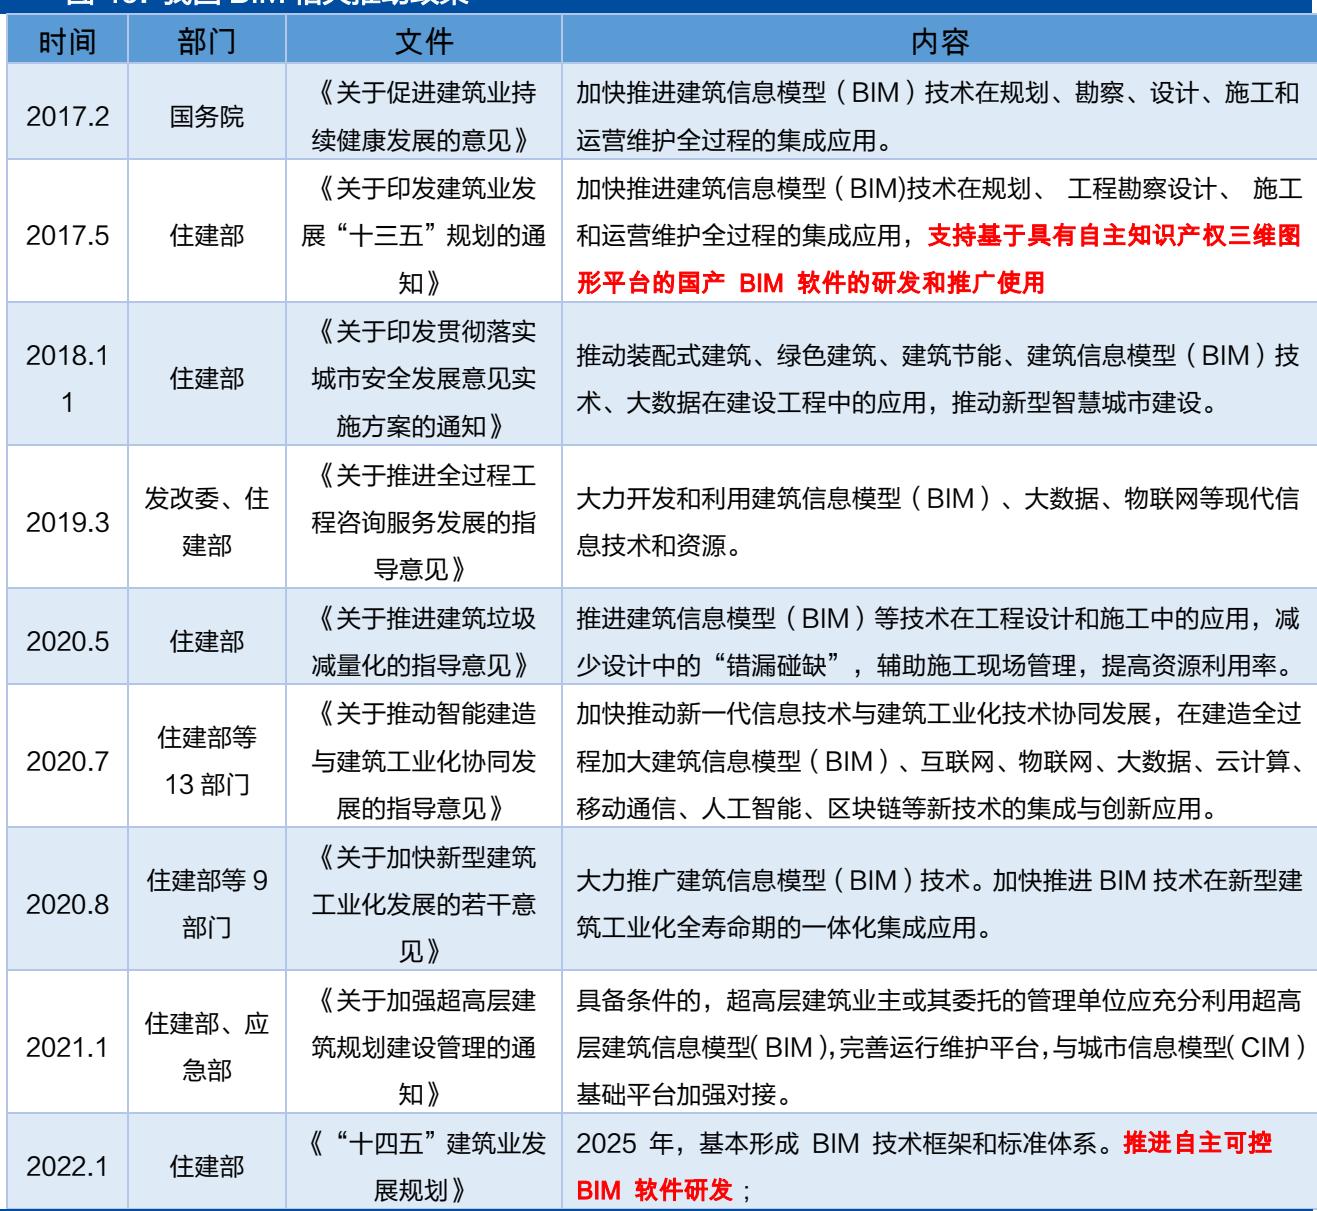 时间 部门 文件 内容
2017.2
国务院
《关于促进建筑业持
续健康发展的意见》
加快推进建筑信息模型（BIM）技术在规划、勘察、设计、施工和
运营维护全过程的集成应用。
2017.5
住建部
《关于印发建筑业发
展“十三五”规划的通
知》
加快推进建筑信息模型（BIM)技术在规划、 工程勘察设计、 施工
和运营维护全过程的集成应用，支持基于具有自主知识产权三维图
形平台的国产 BIM 软件的研发和推广使用
2018.1
1
住建部
《关于印发贯彻落实
城市安全发展意见实
施方案的通知》
推动装配式建筑、绿色建筑、建筑节能、建筑信息模型（BIM）技
术、大数据在建设工程中的应用，推动新型智慧城市建设。
2019.3
发改委、住
建部
《关于推进全过程工
程咨询服务发展的指
导意见》
大力开发和利用建筑信息模型（BIM）、大数据、物联网等现代信
息技术和资源。
2020.5
住建部
《关于推进建筑垃圾
减量化的指导意见》
推进建筑信息模型（BIM）等技术在工程设计和施工中的应用，减
少设计中的“错漏碰缺”，辅助施工现场管理，提高资源利用率。
2020.7
住建部等
13 部门
《关于推动智能建造
与建筑工业化协同发
展的指导意见》
加快推动新一代信息技术与建筑工业化技术协同发展，在建造全过
程加大建筑信息模型（BIM）、互联网、物联网、大数据、云计算、
移动通信、人工智能、区块链等新技术的集成与创新应用。
2020.8
住建部等 9
部门
《关于加快新型建筑
工业化发展的若干意
见》
大力推广建筑信息模型（BIM）技术。加快推进 BIM 技术在新型建
筑工业化全寿命期的一体化集成应用。
2021.1
住建部、应
急部
《关于加强超高层建
筑规划建设管理的通
知》
具备条件的，超高层建筑业主或其委托的管理单位应充分利用超高
层建筑信息模型（BIM），完善运行维护平台，与城市信息模型（CIM）
基础平台加强对接。
2022.1
住建部
《“十四五”建筑业发
展规划》
2025 年，基本形成 BIM 技术框架和标准体系。推进自主可控
BIM 软件研发；